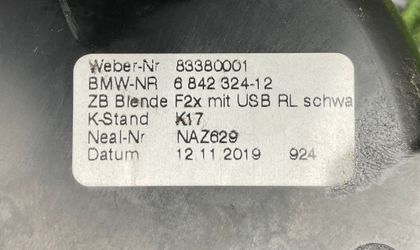 Weber-Nr 83380001
BMW-NR 6 842 324-12
ZB Blende F2x mit USB RL schwa
K-Stand K17
Neal-Nr NAZ629
Datum 12.11.2019 924